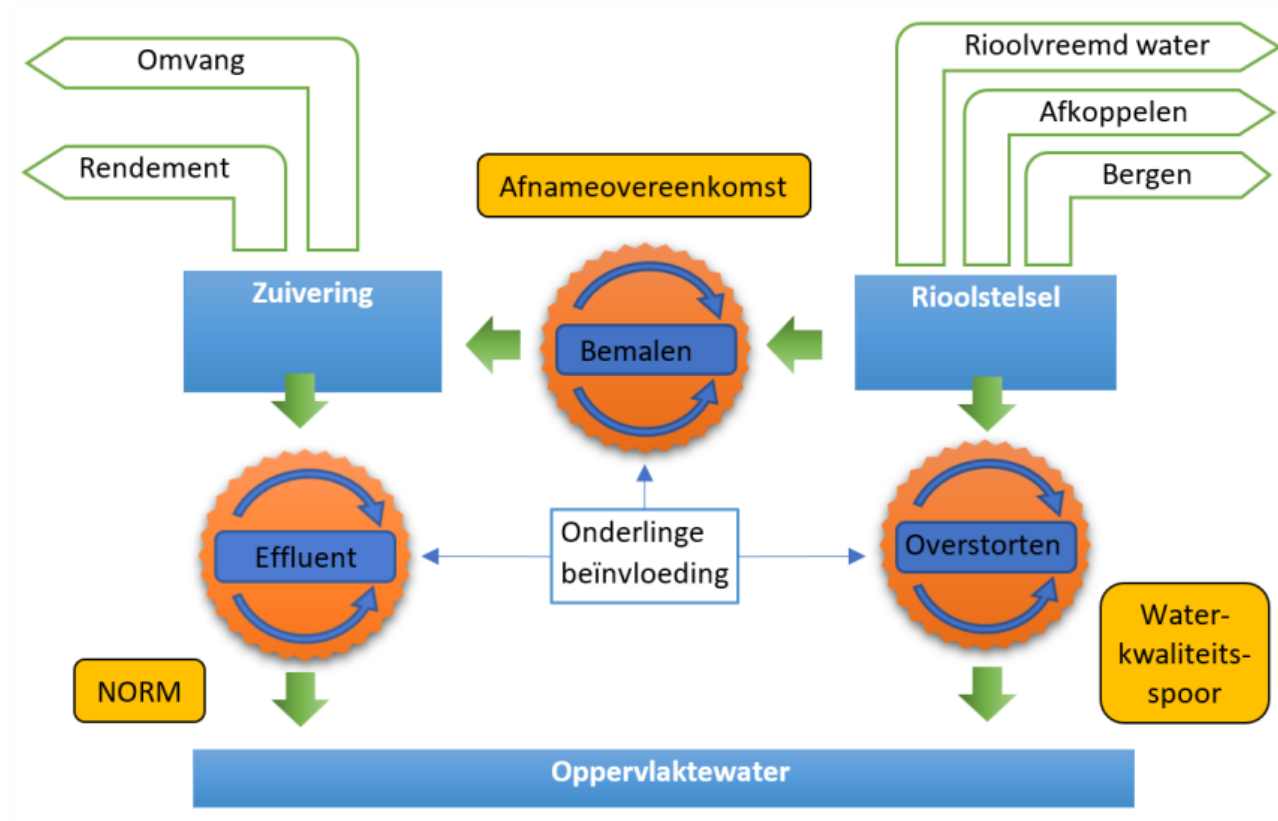 Omvang
Rioolvreemd water
Afkoppelen
Rendement
Bergen
Afnameovereenkomst
Zuivering
Rioolstelsel
Bemalen
Onderlinge
beïnvloeding
Effluent
Overstorten
Water-
kwaliteits-
spoor
NORM
Oppervlaktewater